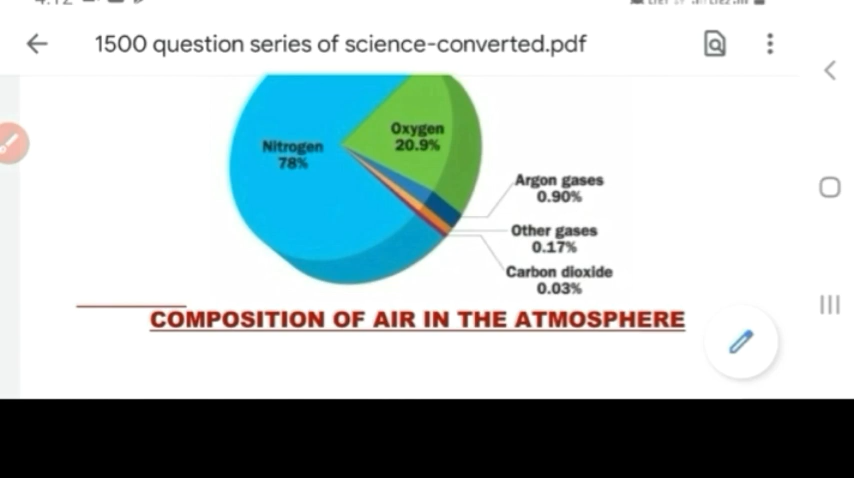 1500 question series of science-converted.pdf
Nitrogen
78%
Oxygen
20.9%
Argon gases
0.90%
Other gases
0.17%
Carbon dioxide
0.03%
COMPOSITION OF AIR IN THE ATMOSPHERE